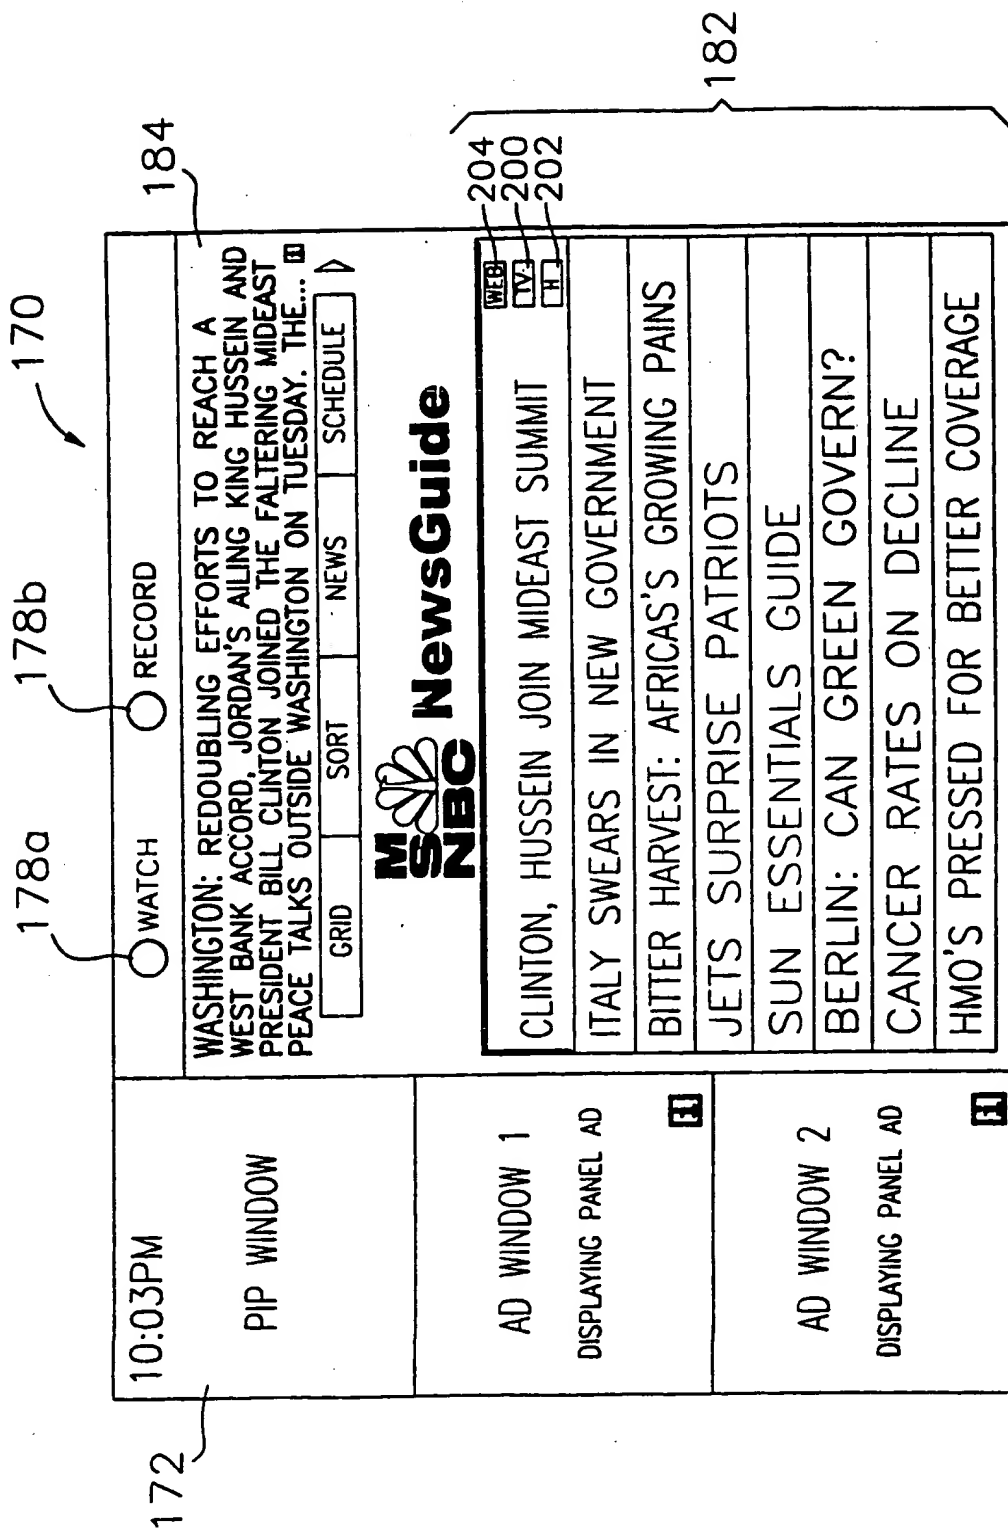 170
178a
178b
172
184
10:03PM
WATCH
RECORD
PIP WINDOW
WASHINGTON: REDOUBLING EFFORTS TO REACH A
WEST BANK ACCORD, JORDAN'S AILING KING HUSSEIN AND
PRESIDENT BILL CLINTON JOINED THE FALTERING MIDEAST
PEACE TALKS OUTSIDE WASHINGTON ON TUESDAY. THE... i
GRID
SORT
NEWS
SCHEDULE
MSNBC NewsGuide
AD WINDOW 1
DISPLAYING PANEL AD
i
AD WINDOW 2
DISPLAYING PANEL AD
i
CLINTON, HUSSEIN JOIN MIDEAST SUMMIT
WEB
TV
H
204
200
202
ITALY SWEARS IN NEW GOVERNMENT
BITTER HARVEST: AFRICAS'S GROWING PAINS
JETS SURPRISE PATRIOTS
SUN ESSENTIALS GUIDE
BERLIN: CAN GREEN GOVERN?
CANCER RATES ON DECLINE
HMO'S PRESSED FOR BETTER COVERAGE
182